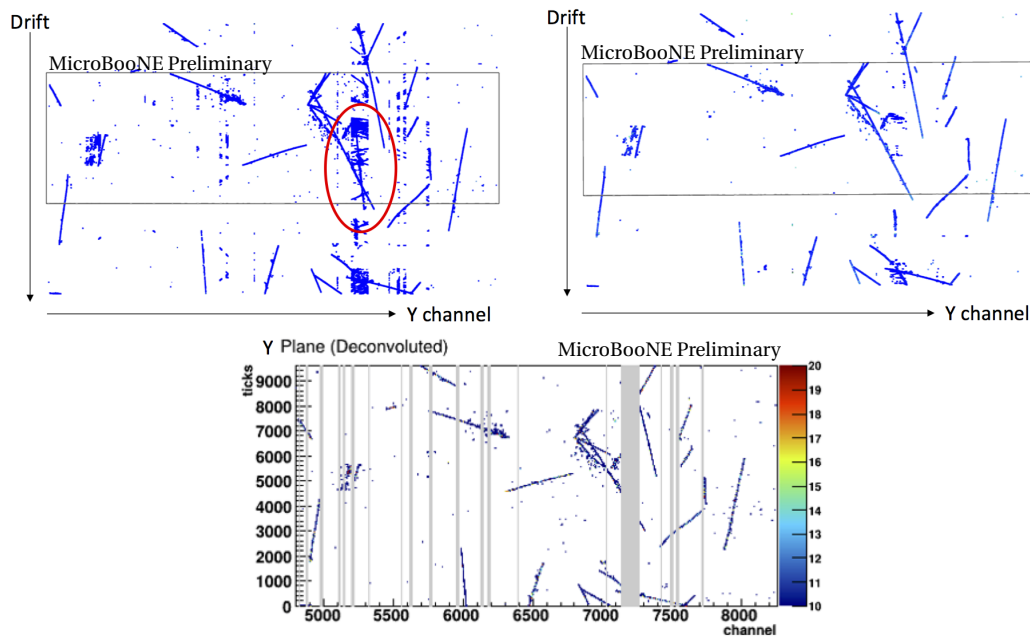 Drift
MicroBooNE Preliminary
Y channel
Drift
MicroBooNE Preliminary
Y channel
Y Plane (Deconvoluted)
MicroBooNE Preliminary
ticks
9000
8000
7000
6000
5000
4000
3000
2000
1000
0
5000 5500 6000 6500 7000 7500 8000
channel
20
19
18
17
16
15
14
13
12
11
10